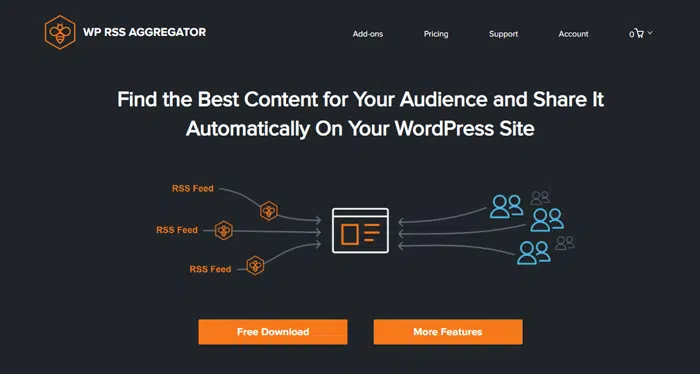 WP RSS AGGREGATOR
Add-ons
Pricing
Support
Account
0
Find the Best Content for Your Audience and Share It
Automatically On Your WordPress Site
RSS Feed
RSS Feed
RSS Feed
Free Download
More Features